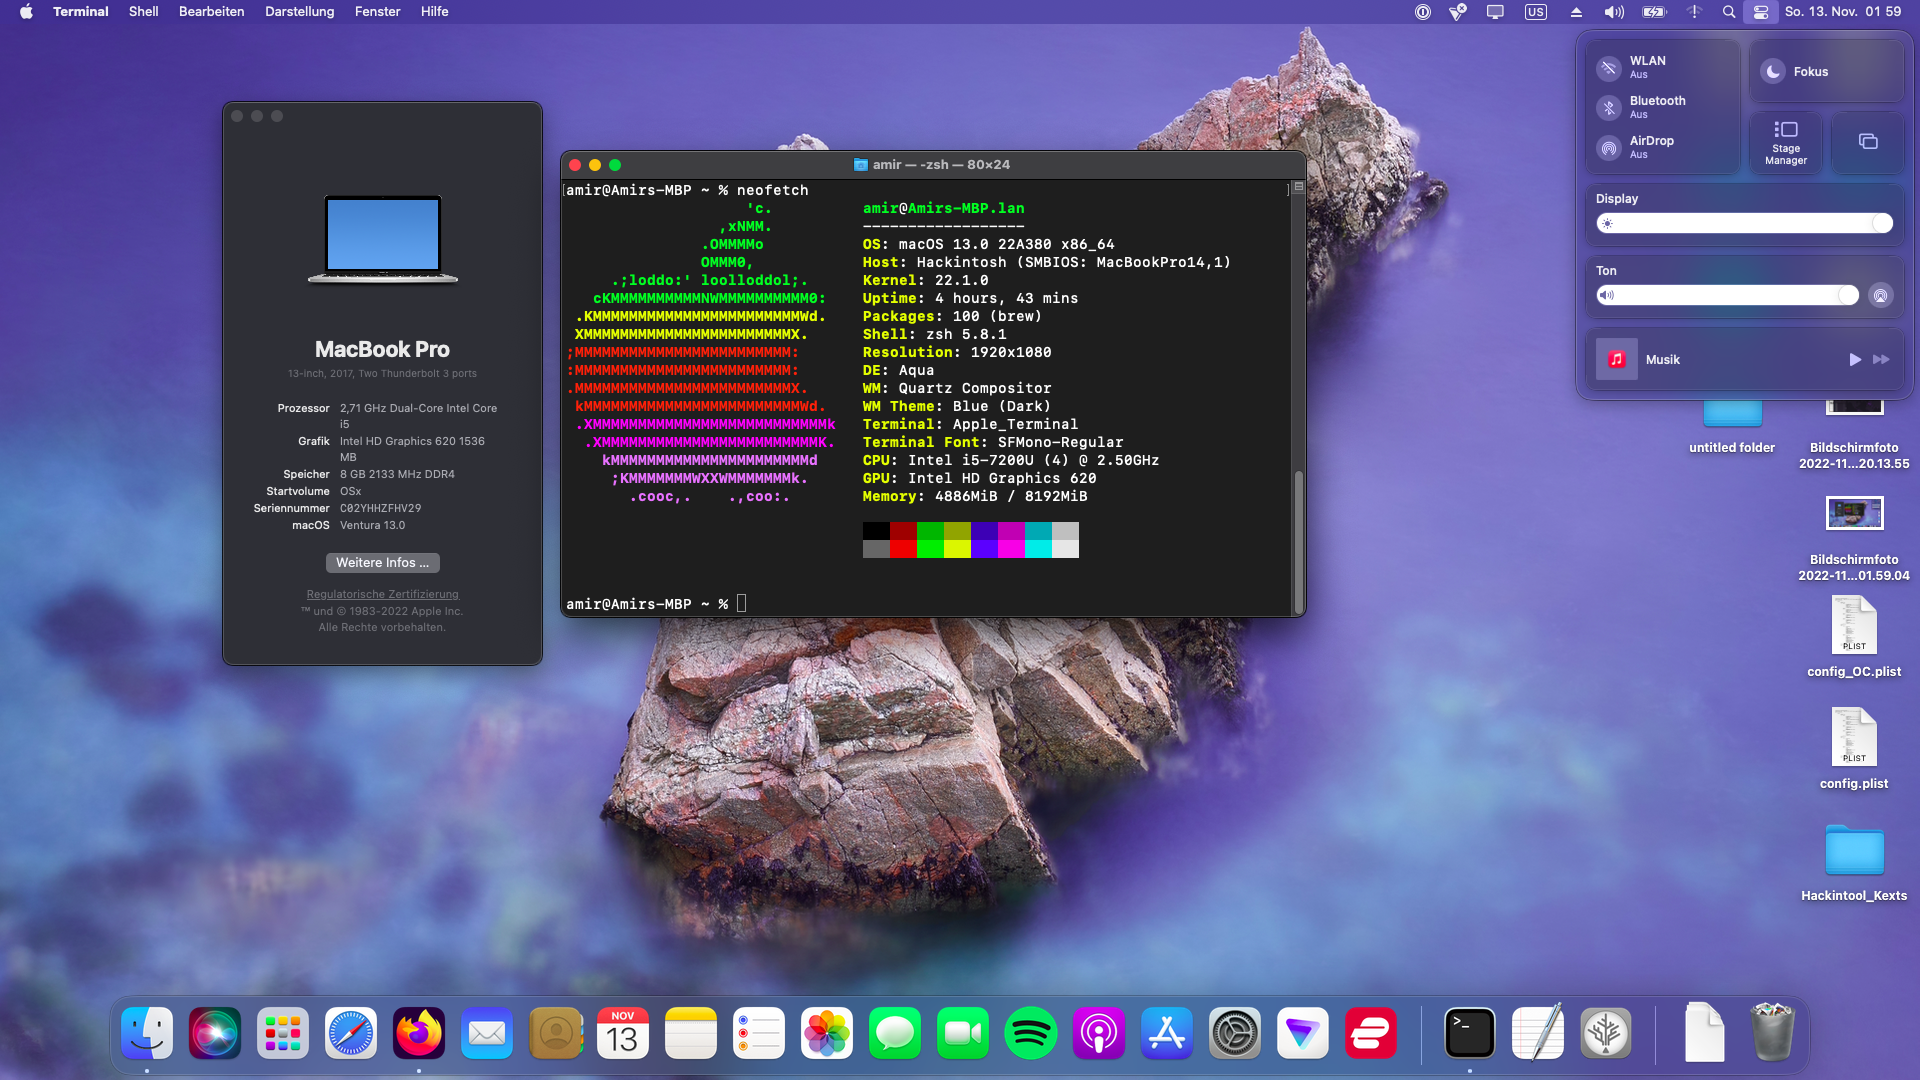 Terminal Shell Bearbeiten Darstellung Fenster Hilfe
US
So. 13. Nov. 01 59
MacBook Pro
13-inch, 2017, Two Thunderbolt 3 ports
Prozessor 2,71 GHz Dual-Core Intel Core
i5
Grafik Intel HD Graphics 620 1536
MB
Speicher 8 GB 2133 MHz DDR4
Startvolume OSx
Seriennummer C02YHHZFHV29
macOS Ventura 13.0
Weitere Infos ...
Regulatorische Zertifizierung
™ und © 1983-2022 Apple Inc.
Alle Rechte vorbehalten.
amir — -zsh — 80×24
[amir@Amirs-MBP ~ % neofetch ]
'c. amir@Amirs-MBP.lan
,xNMM. ------------------
.OMMMMo OS: macOS 13.0 22A380 x86_64
OMMM0, Host: Hackintosh (SMBIOS: MacBookPro14,1)
.;loddo:' loolloddol;. Kernel: 22.1.0
cKMMMMMMMMMMNWMMMMMMMMMM0: Uptime: 4 hours, 43 mins
.KMMMMMMMMMMMMMMMMMMMMMMMWd. Packages: 100 (brew)
XMMMMMMMMMMMMMMMMMMMMMMMX. Shell: zsh 5.8.1
;MMMMMMMMMMMMMMMMMMMMMMMM: Resolution: 1920x1080
:MMMMMMMMMMMMMMMMMMMMMMMM: DE: Aqua
.MMMMMMMMMMMMMMMMMMMMMMMMX. WM: Quartz Compositor
kMMMMMMMMMMMMMMMMMMMMMMMMWd. WM Theme: Blue (Dark)
.XMMMMMMMMMMMMMMMMMMMMMMMMMMk Terminal: Apple_Terminal
.XMMMMMMMMMMMMMMMMMMMMMMMMK. Terminal Font: SFMono-Regular
kMMMMMMMMMMMMMMMMMMMMMMd CPU: Intel i5-7200U (4) @ 2.50GHz
;KMMMMMMMWXXWMMMMMMMk. GPU: Intel HD Graphics 620
.cooc,. .,coo:. Memory: 4886MiB / 8192MiB
amir@Amirs-MBP ~ %
WLAN
Aus
Bluetooth
Aus
AirDrop
Aus
Fokus
Stage
Manager
Display
Ton
Musik
untitled folder
Bildschirmfoto
2022-11...20.13.55
Bildschirmfoto
2022-11...01.59.04
PLIST
config_OC.plist
PLIST
config.plist
Hackintool_Kexts
NOV
13
>_